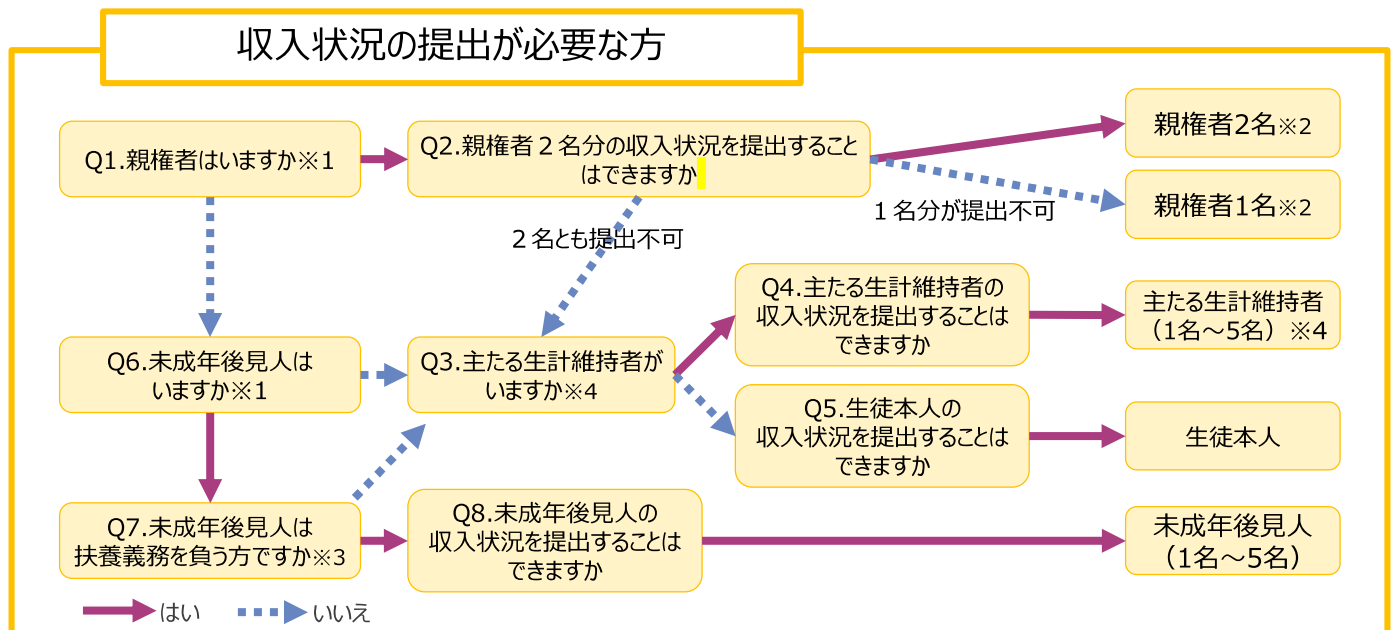 収入状況の提出が必要な方
Q1.親権者はいますか※1
Q2.親権者２名分の収入状況を提出すること
はできますか
親権者2名※2
１名分が提出不可
親権者1名※2
２名とも提出不可
Q6.未成年後見人は
いますか※1
Q3.主たる生計維持者が
いますか※4
Q4.主たる生計維持者の
収入状況を提出することは
できますか
主たる生計維持者
（1名～5名）※4
Q5.生徒本人の
収入状況を提出することは
できますか
生徒本人
Q7.未成年後見人は
扶養義務を負う方ですか※3
Q8.未成年後見人の
収入状況を提出することは
できますか
未成年後見人
（1名～5名）
はい
いいえ